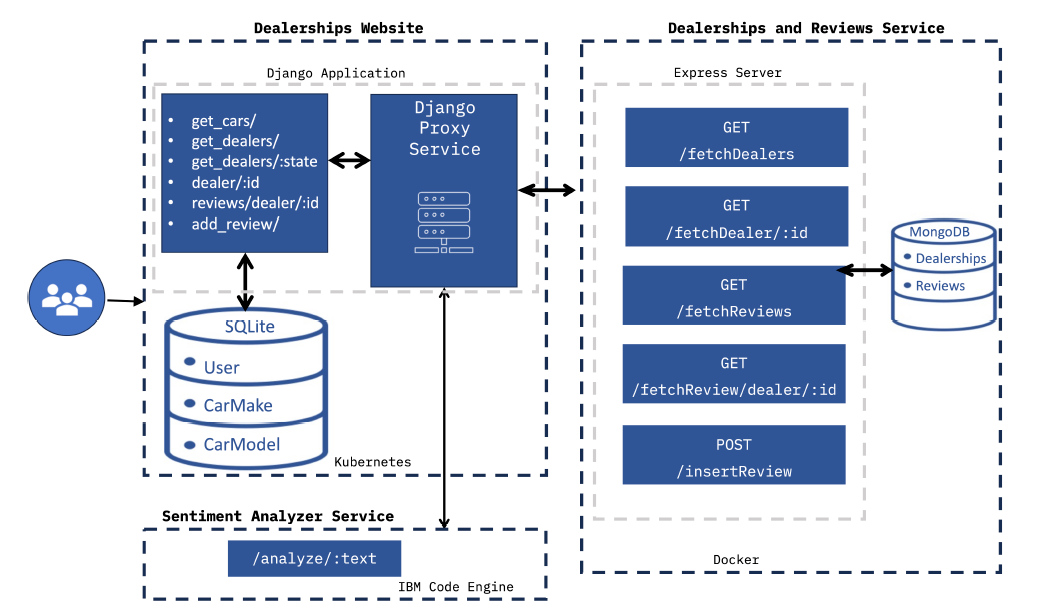 Dealerships Website
Django Application
get_cars/
get_dealers/
get_dealers/:state
dealer/:id
reviews/dealer/:id
add_review/
Django
Proxy
Service
SQLite
User
CarMake
CarModel
Kubernetes
Sentiment Analyzer Service
/analyze/:text
IBM Code Engine
Dealerships and Reviews Service
Express Server
GET
/fetchDealers
GET
/fetchDealer/:id
GET
/fetchReviews
GET
/fetchReview/dealer/:id
POST
/insertReview
MongoDB
Dealerships
Reviews
Docker